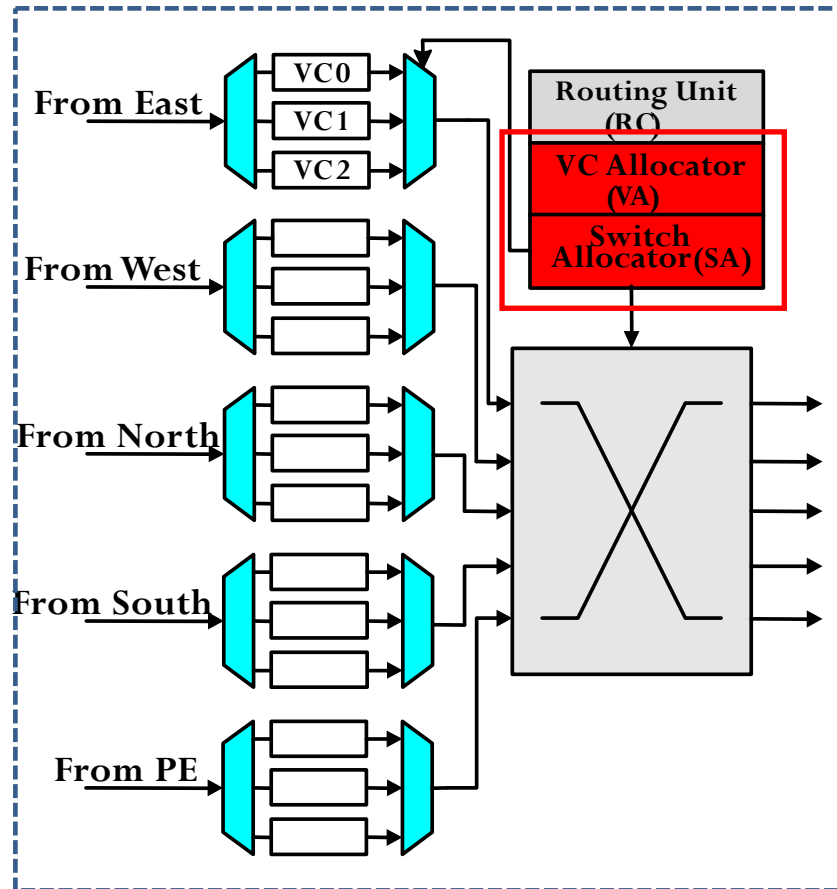 From East
VC0
VC1
VC2
Routing Unit
(RC)
VC Allocator
(VA)
Switch
Allocator(SA)
From West
From North
From South
From PE